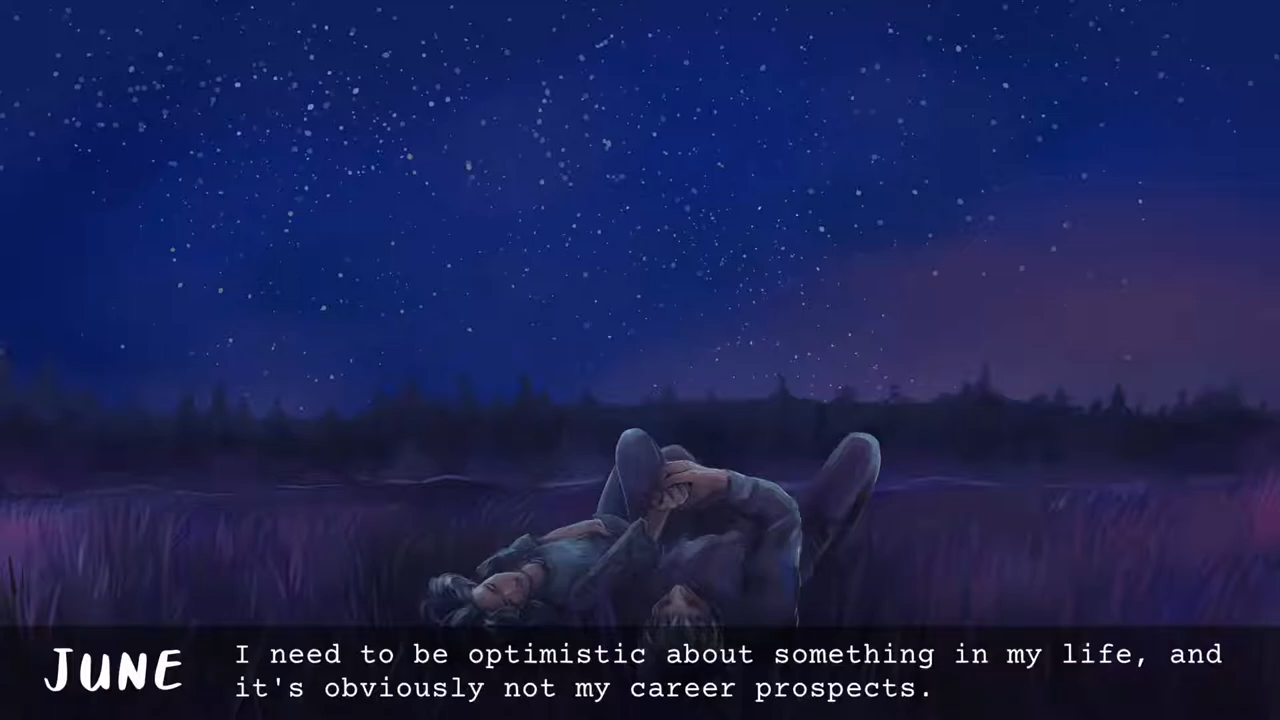 JUNE
I need to be optimistic about something in my life, and
it's obviously not my career prospects.